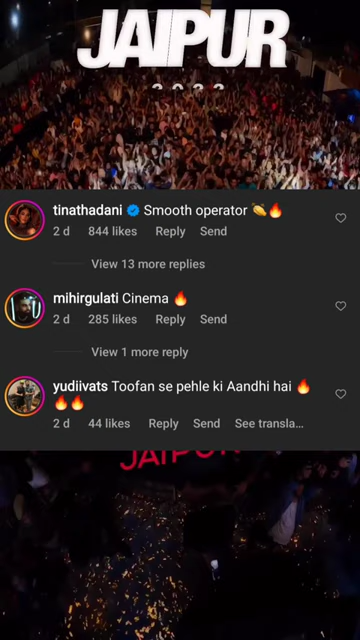 JAIPUR
2022
tinathadani Smooth operator 👏🔥
2 d 844 likes Reply Send
View 13 more replies
mihirgulati Cinema 🔥
2 d 285 likes Reply Send
View 1 more reply
yudiivats Toofan se pehle ki Aandhi hai 🔥
🔥🔥
2 d 44 likes Reply Send See transla...
JAIPUR